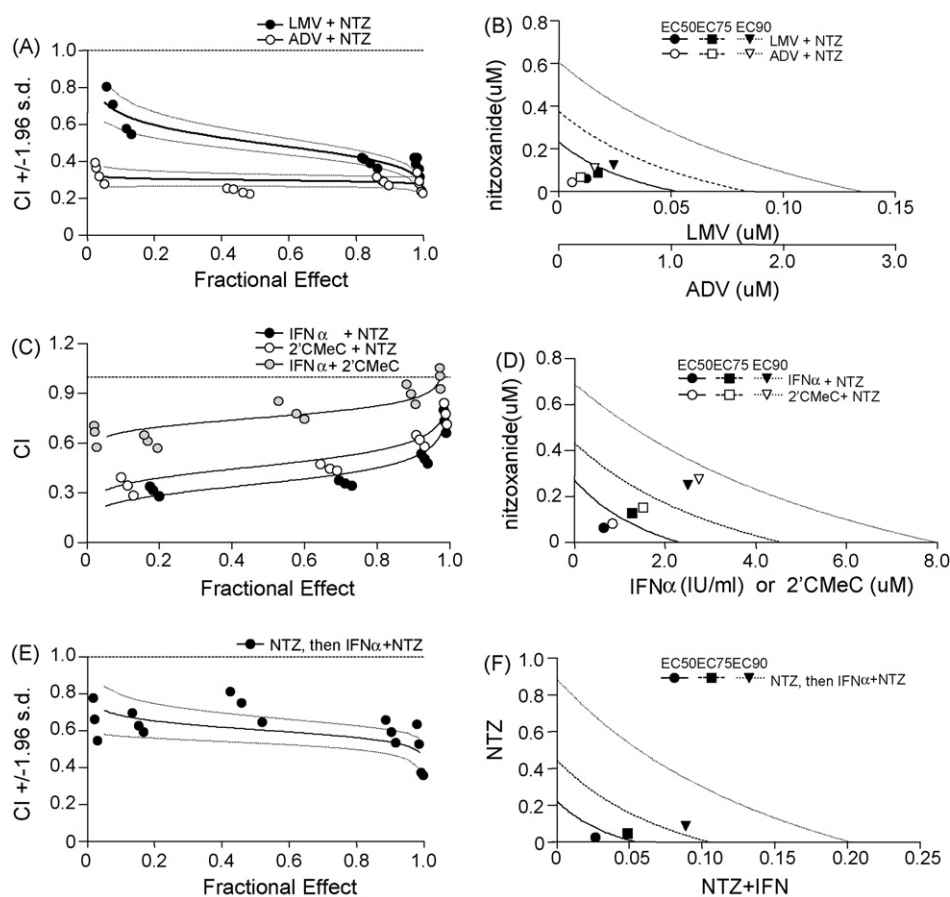 (A)
LMV + NTZ
ADV + NTZ
CI +/-1.96 s.d.
1.0
0.8
0.6
0.4
0.2
0
0 0.2 0.4 0.6 0.8 1.0
Fractional Effect
(B)
EC50EC75 EC90
LMV + NTZ
ADV + NTZ
nitzoxanide(uM)
0.8
0.6
0.4
0.2
0
0 0.05 0.10 0.15
LMV (uM)
0 1.0 2.0 3.0
ADV (uM)
(C)
IFNα + NTZ
2'CMeC + NTZ
IFNα+ 2'CMeC
CI
1.2
0.9
0.6
0.3
0
0 0.2 0.4 0.6 0.8 1.0
Fractional Effect
(D)
EC50EC75 EC90
IFNα + NTZ
2'CMeC+ NTZ
nitzoxanide(uM)
0.8
0.6
0.4
0.2
0
0 2.0 4.0 6.0 8.0
IFNα (IU/ml) or 2'CMeC (uM)
(E)
NTZ, then IFNα+NTZ
CI +/-1.96 s.d.
1.0
0.8
0.6
0.4
0.2
0
0 0.2 0.4 0.6 0.8 1.0
Fractional Effect
(F)
EC50EC75EC90
NTZ, then IFNα+NTZ
NTZ
1.0
0.8
0.6
0.4
0.2
0
0 0.05 0.10 0.15 0.20 0.25
NTZ+IFN